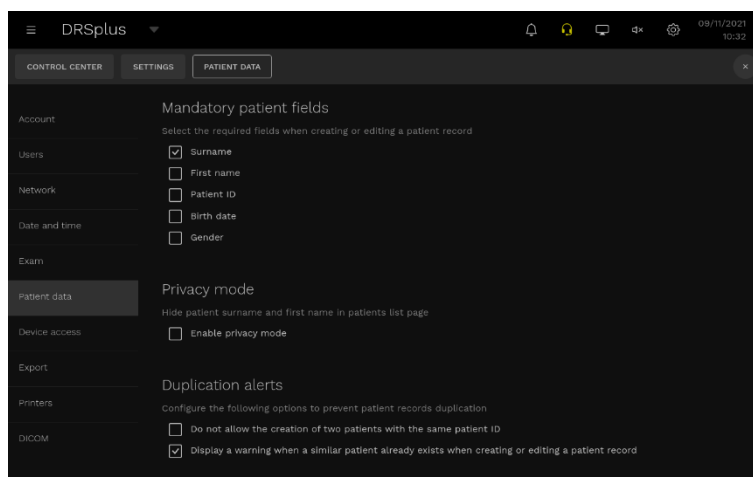 DRSplus
09/11/2021
10:32
CONTROL CENTER SETTINGS PATIENT DATA
Account
Users
Network
Date and time
Exam
Patient data
Device access
Export
Printers
DICOM
Mandatory patient fields
Select the required fields when creating or editing a patient record
Surname
First name
Patient ID
Birth date
Gender
Privacy mode
Hide patient surname and first name in patients list page
Enable privacy mode
Duplication alerts
Configure the following options to prevent patient records duplication
Do not allow the creation of two patients with the same patient ID
Display a warning when a similar patient already exists when creating or editing a patient record